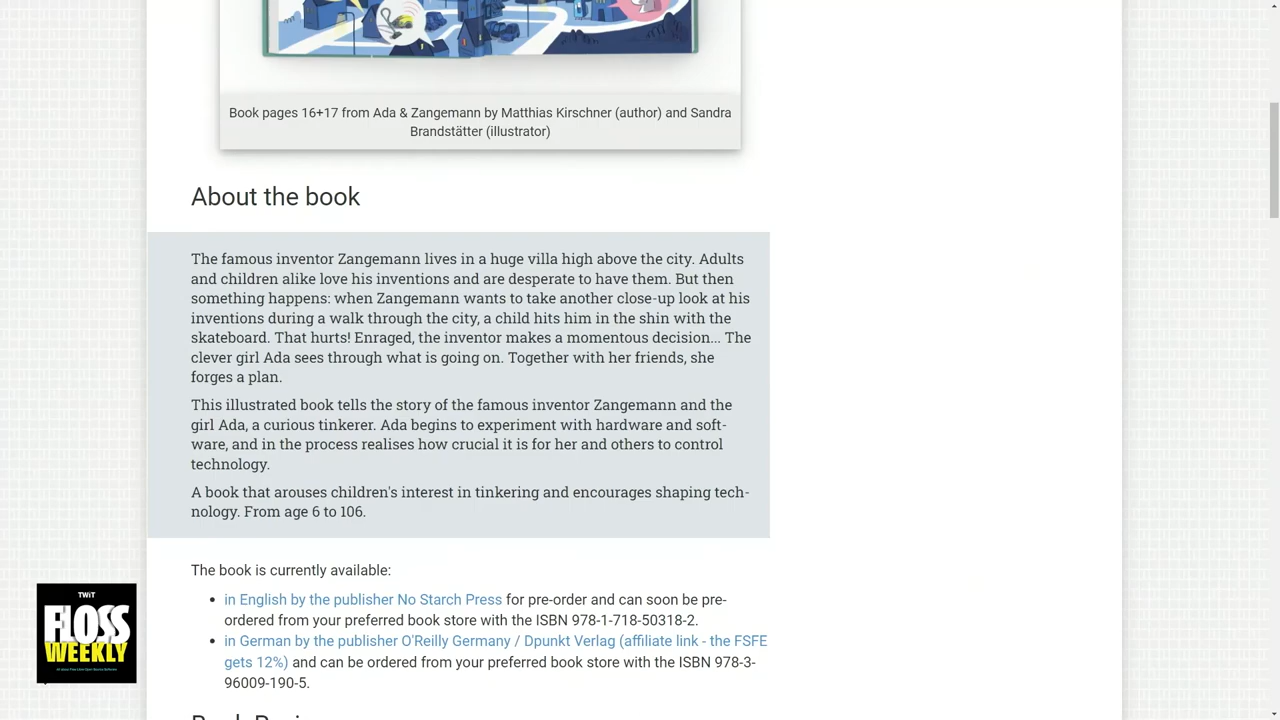 Book pages 16+17 from Ada & Zangemann by Matthias Kirschner (author) and Sandra
Brandstätter (illustrator)
About the book
The famous inventor Zangemann lives in a huge villa high above the city. Adults
and children alike love his inventions and are desperate to have them. But then
something happens: when Zangemann wants to take another close-up look at his
inventions during a walk through the city, a child hits him in the shin with the
skateboard. That hurts! Enraged, the inventor makes a momentous decision... The
clever girl Ada sees through what is going on. Together with her friends, she
forges a plan.
This illustrated book tells the story of the famous inventor Zangemann and the
girl Ada, a curious tinkerer. Ada begins to experiment with hardware and soft-
ware, and in the process realises how crucial it is for her and others to control
technology.
A book that arouses children's interest in tinkering and encourages shaping tech-
nology. From age 6 to 106.
The book is currently available:
in English by the publisher No Starch Press for pre-order and can soon be pre-
ordered from your preferred book store with the ISBN 978-1-718-50318-2.
in German by the publisher O'Reilly Germany / Dpunkt Verlag (affiliate link - the FSFE
gets 12%) and can be ordered from your preferred book store with the ISBN 978-3-
96009-190-5.
TWiT
FLOSS
WEEKLY